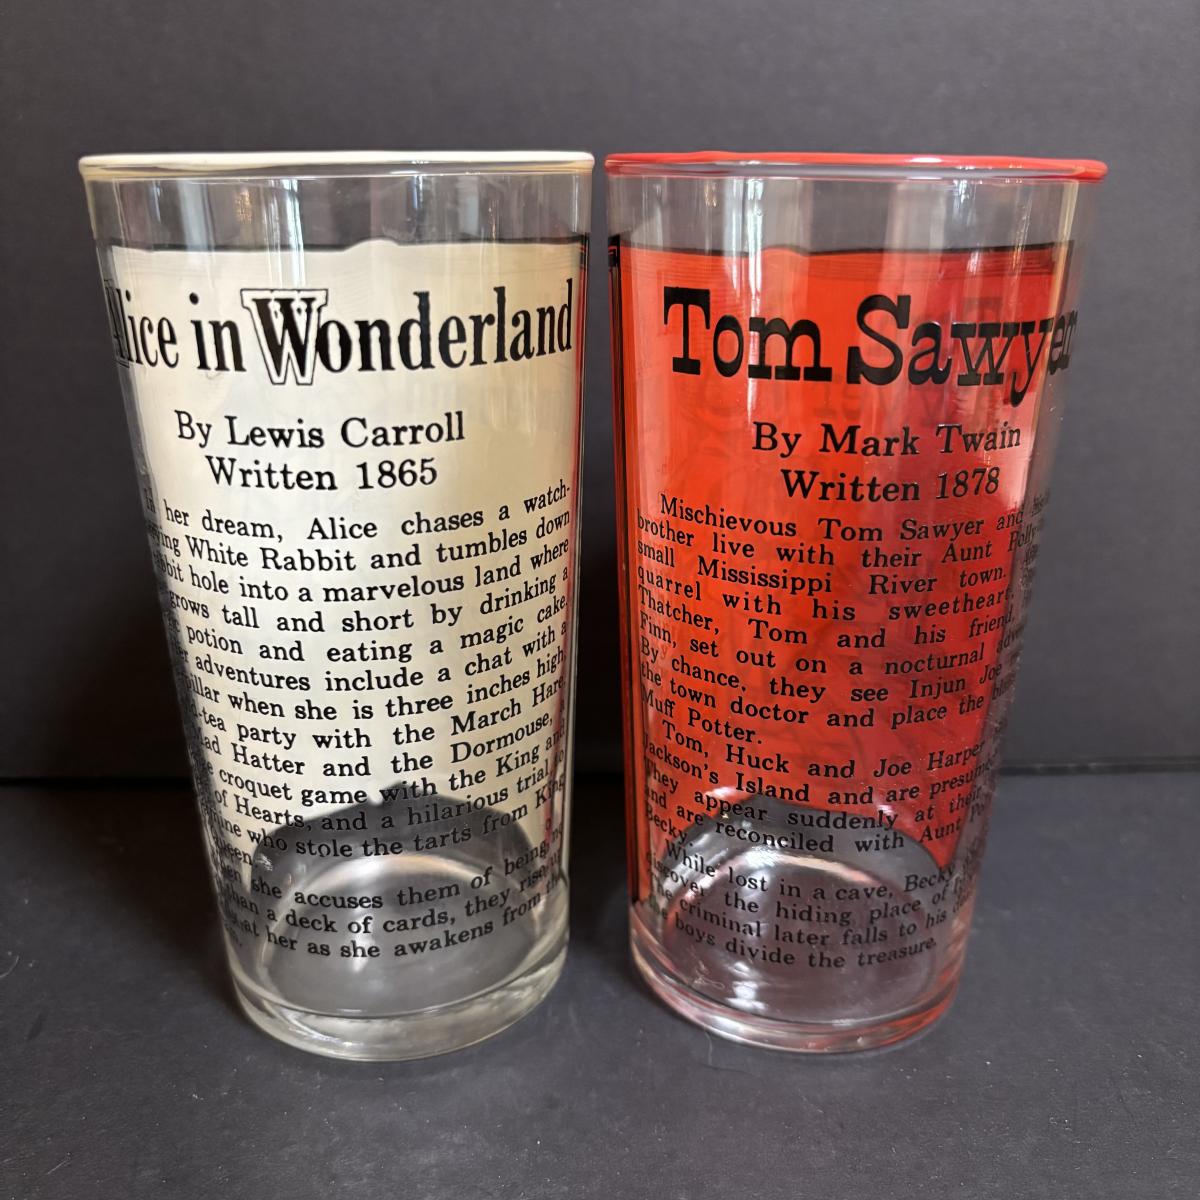 Alice in Wonderland
By Lewis Carroll
Written 1865
her dream, Alice chases a watch-
White Rabbit and tumbles down
hole into a marvelous land where
grows tall and short by drinking a
potion and eating a magic cake.
adventures include a chat with a
when she is three inches high,
party with the March Hare,
Hatter and the Dormouse, a
croquet game with the King and
of Hearts, and a hilarious trial to
who stole the tarts from King
she accuses them of being
than a deck of cards, they rise up
at her as she awakens from the
Tom Sawyer
By Mark Twain
Written 1878
Mischievous Tom Sawyer and his
brother live with their Aunt Polly
small Mississippi River town.
quarrel with his sweetheart,
Thatcher, Tom and his friend,
Finn, set out on a nocturnal
By chance, they see Injun Joe
the town doctor and place the
Muff Potter.
Tom, Huck and Joe Harper
Jackson's Island and are presumed
They appear suddenly at their
and are reconciled with Aunt Polly
Becky.
While lost in a cave, Becky
discover the hiding place of
The criminal later falls to his
the boys divide the treasure.